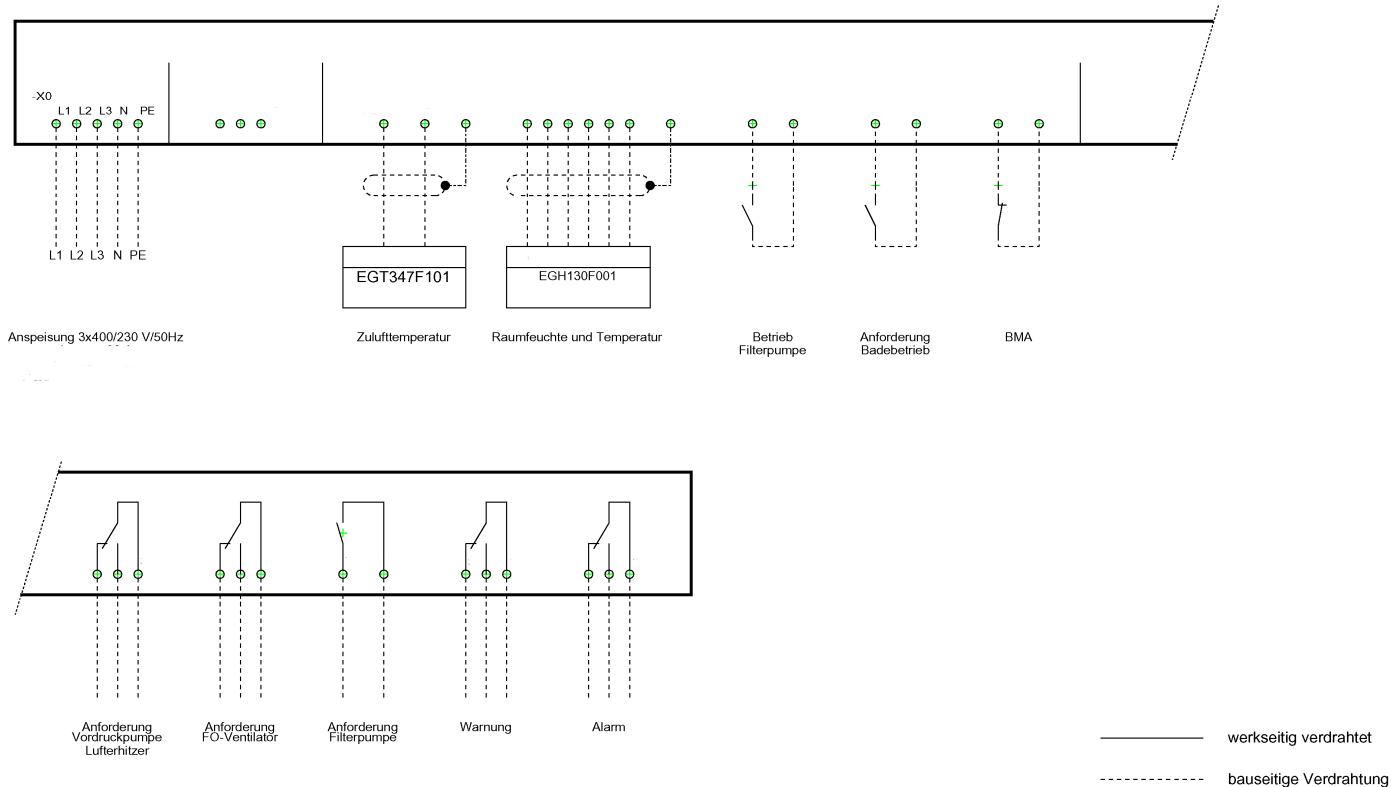 -X0
L1 L2 L3 N PE
L1 L2 L3 N PE
EGT347F101
EGH130F001
Anspeisung 3x400/230 V/50Hz
Zulufttemperatur
Raumfeuchte und Temperatur
Betrieb
Filterpumpe
Anforderung
Badebetrieb
BMA
Anforderung
Vordruckpumpe
Lufterhitzer
Anforderung
FO-Ventilator
Anforderung
Filterpumpe
Warnung
Alarm
werkseitig verdrahtet
bauseitige Verdrahtung